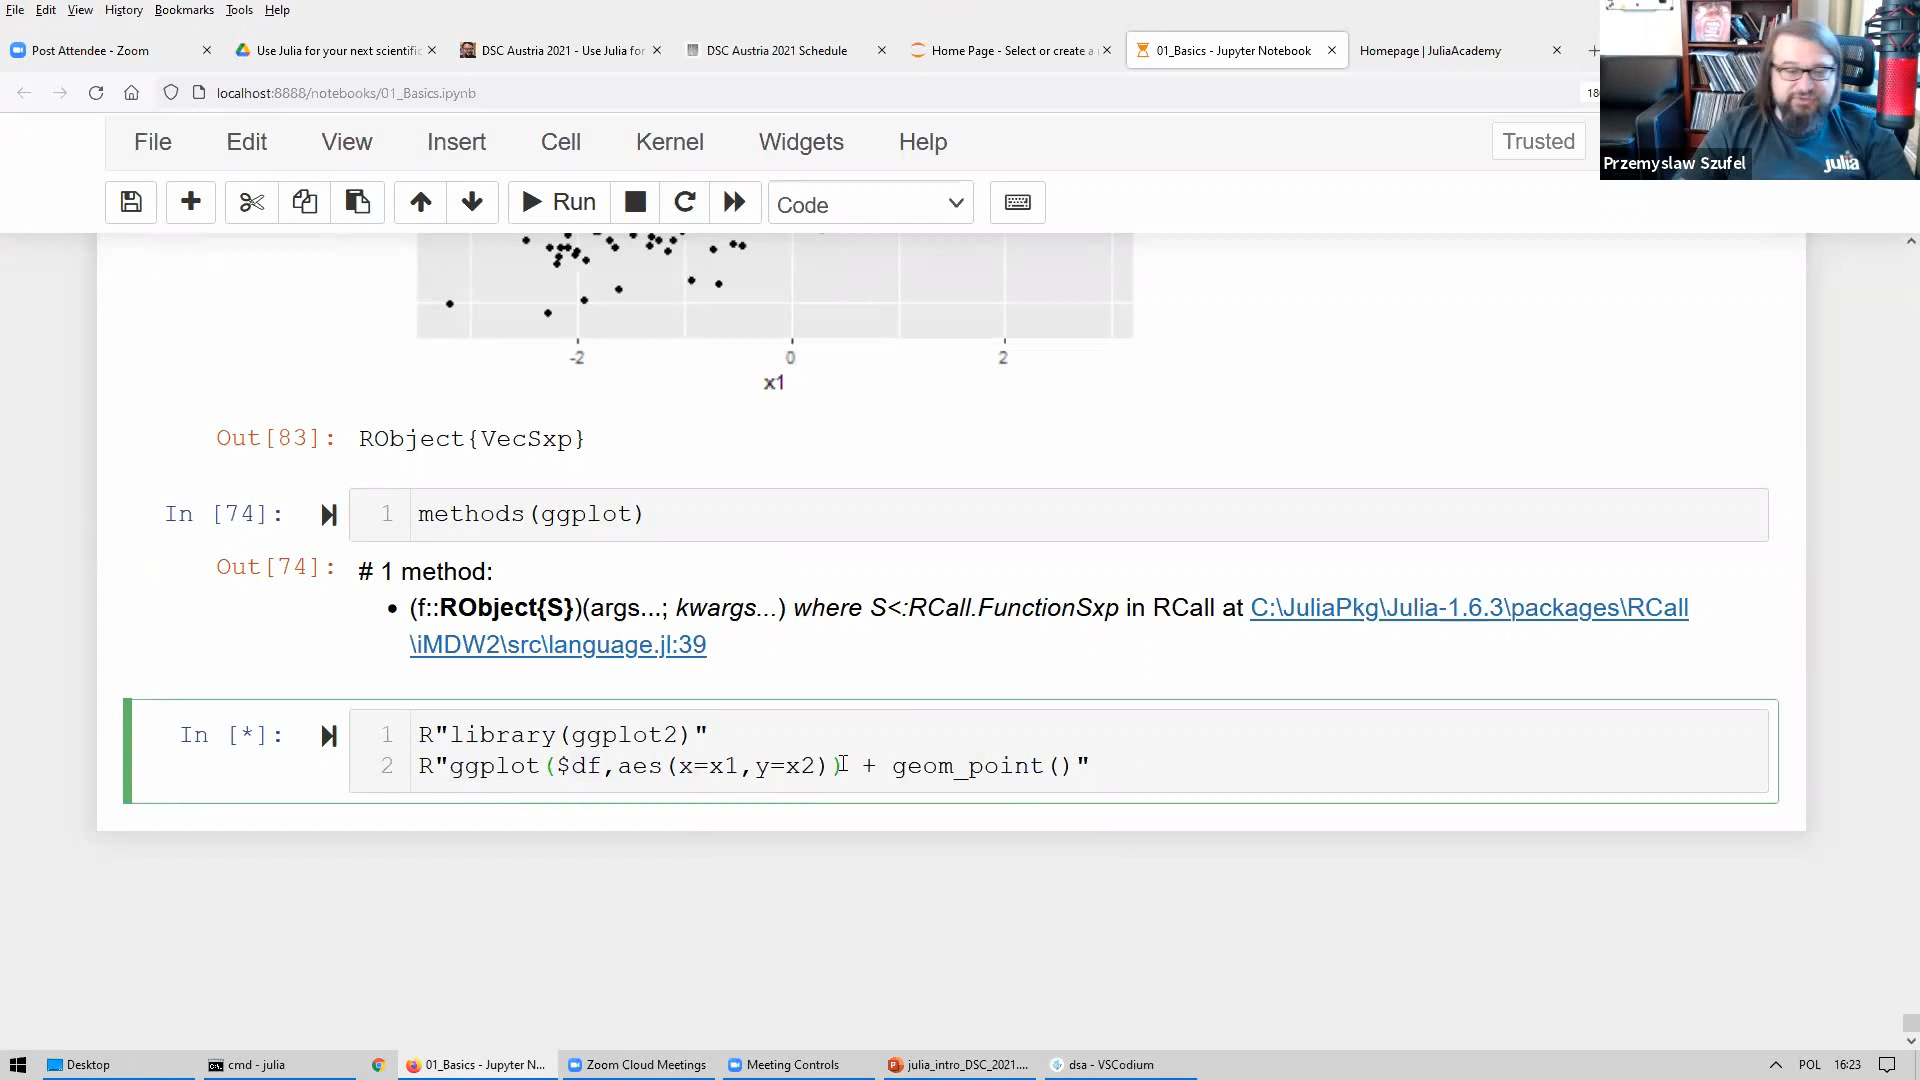 File Edit View History Bookmarks Tools Help
Post Attendee - Zoom
Use Julia for your next scientific
DSC Austria 2021 - Use Julia for
DSC Austria 2021 Schedule
Home Page - Select or create a
01_Basics - Jupyter Notebook
Homepage | JuliaAcademy
localhost:8888/notebooks/01_Basics.ipynb
Przemyslaw Szufel
julia
File Edit View Insert Cell Kernel Widgets Help
Trusted
Run
Code
-2 0 2
x1
Out[83]: RObject{VecSxp}
In [74]: 1 methods(ggplot)
Out[74]: # 1 method:
• (f::RObject{S})(args...; kwargs...) where S<:RCall.FunctionSxp in RCall at C:\JuliaPkg\Julia-1.6.3\packages\RCall
\iMDW2\src\language.jl:39
In [*]: 1 R"library(ggplot2)"
2 R"ggplot($df,aes(x=x1,y=x2)) + geom_point()"
Desktop
cmd - julia
01_Basics - Jupyter N...
Zoom Cloud Meetings
Meeting Controls
julia_intro_DSC_2021....
dsa - VSCodium
POL 16:23